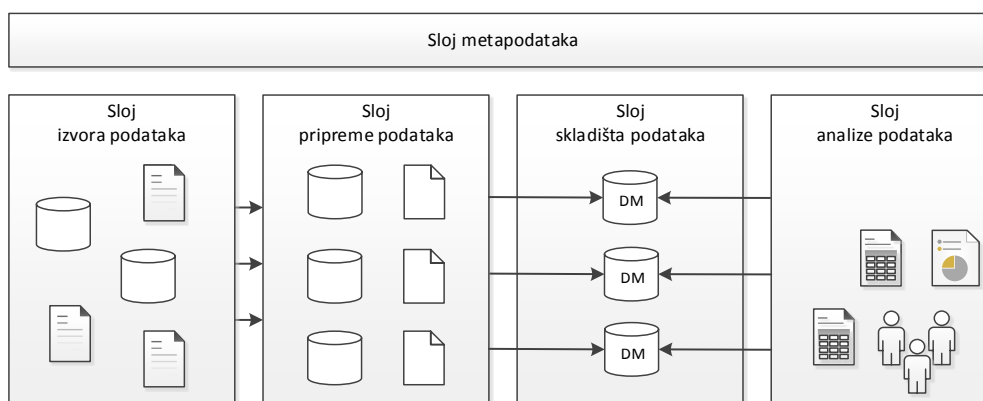 Sloj metapodataka
Sloj
izvora podataka
Sloj
pripreme podataka
Sloj
skladišta podataka
Sloj
analize podataka
DM
DM
DM